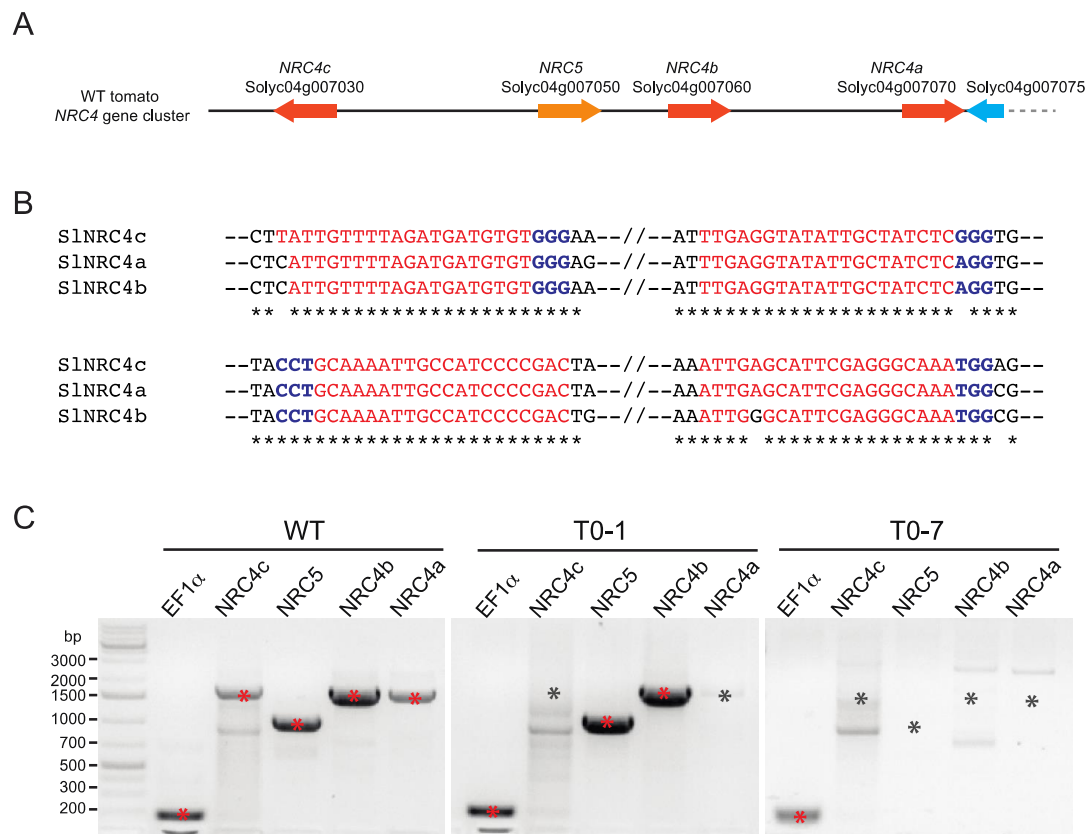 A
NRC4c NRC5 NRC4b NRC4a
Solyc04g007030 Solyc04g007050 Solyc04g007060 Solyc04g007070 Solyc04g007075
WT tomato
NRC4 gene cluster
B
SlNRC4c --CTTATTGTTTTAGATGATGTGTGGGAA--//--ATTTGAGGTATATTGCTATCTCGGGTG--
SlNRC4a --CTCATTGTTTTAGATGATGTGTGGGAG--//--ATTTGAGGTATATTGCTATCTCAGGTG--
SlNRC4b --CTCATTGTTTTAGATGATGTGTGGGAA--//--ATTTGAGGTATATTGCTATCTCAGGTG--
** ************************ ********************** ****
SlNRC4c --TACCTGCAAAATTGCCATCCCCGACTA--//--AAATTGAGCATTCGAGGGCAAATGGAG--
SlNRC4a --TACCTGCAAAATTGCCATCCCCGACTA--//--AAATTGAGCATTCGAGGGCAAATGGCG--
SlNRC4b --TACCTGCAAAATTGCCATCCCCGACTG--//--AAATTGGGCATTCGAGGGCAAATGGCG--
************************** ****** ****************** *
C
WT T0-1 T0-7
EF1α NRC4c NRC5 NRC4b NRC4a EF1α NRC4c NRC5 NRC4b NRC4a EF1α NRC4c NRC5 NRC4b NRC4a
bp
3000
2000
1500
1000
700
500
300
200